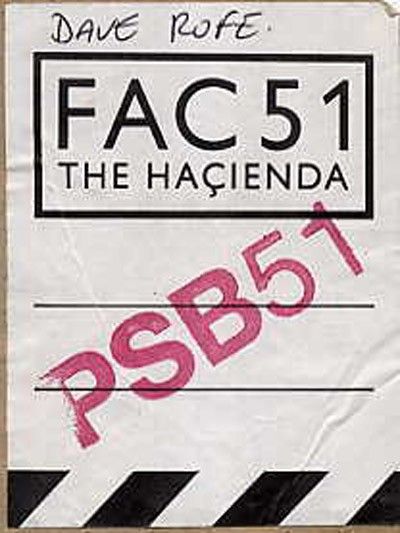 DAVE ROFE.
FAC 51
THE HAÇIENDA
PSB51